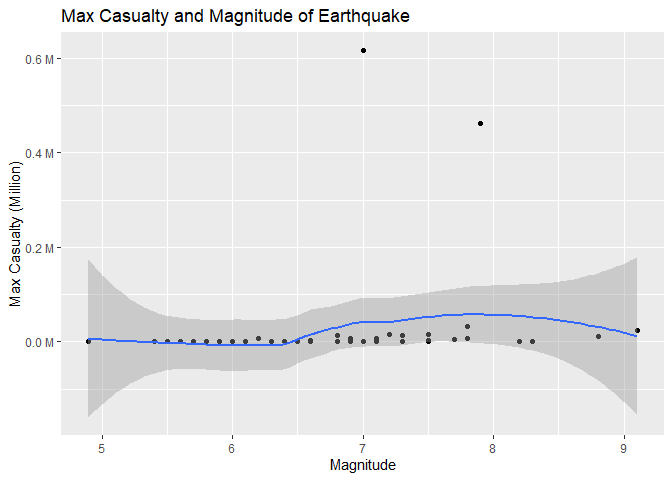 Max Casualty and Magnitude of Earthquake
Max Casualty (Million)
0.6 M
0.4 M
0.2 M
0.0 M
5 6 7 8 9
Magnitude